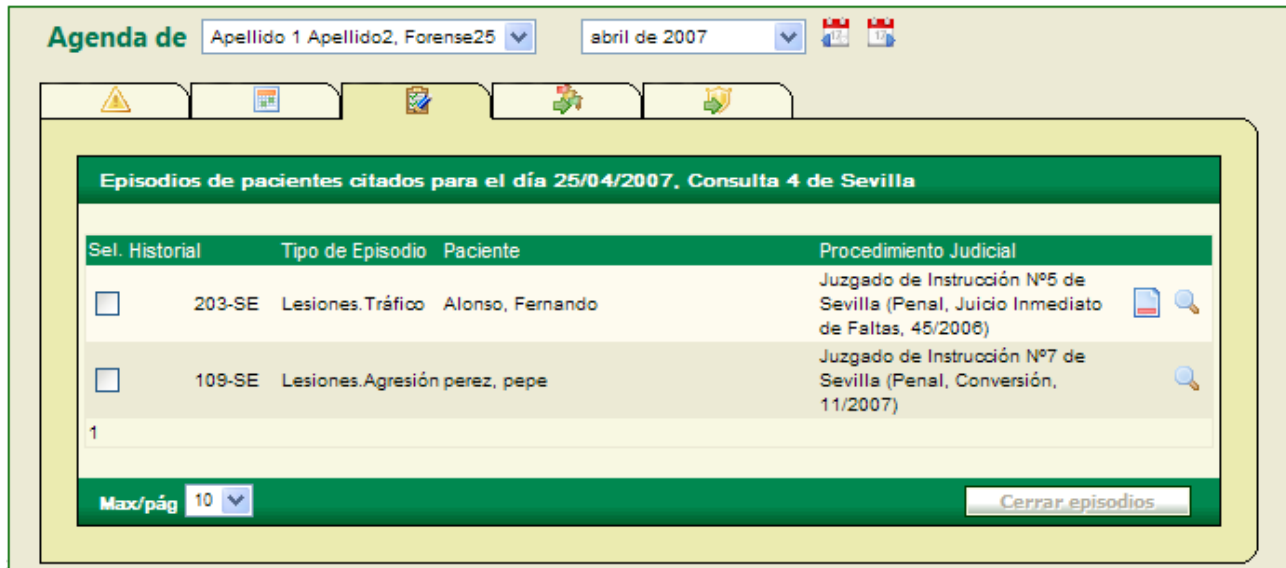 Agenda de Apellido 1 Apellido2, Forense25 abril de 2007
Episodios de pacientes citados para el día 25/04/2007, Consulta 4 de Sevilla
Sel. Historial Tipo de Episodio Paciente Procedimiento Judicial
203-SE Lesiones.Tráfico Alonso, Fernando Juzgado de Instrucción Nº5 de
Sevilla (Penal, Juicio Inmediato
de Faltas, 45/2006)
109-SE Lesiones.Agresión perez, pepe Juzgado de Instrucción Nº7 de
Sevilla (Penal, Conversión,
11/2007)
1
Max/pág 10 Cerrar episodios